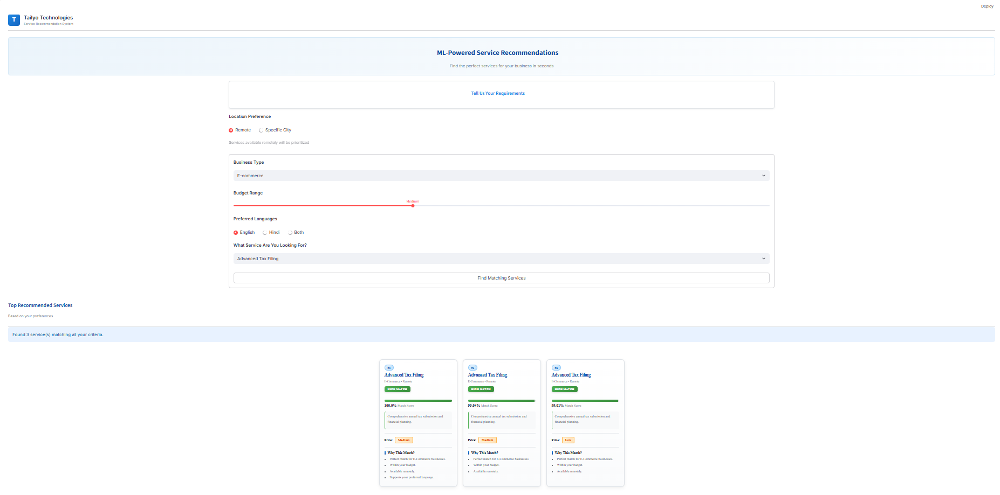 Deploy
T
Tailyo Technologies
Service Recommendation System
ML-Powered Service Recommendations
Find the perfect services for your business in seconds
Tell Us Your Requirements
Location Preference
Remote Specific City
Services available remotely will be prioritized
Business Type
E-commerce
Budget Range
Medium
Preferred Languages
English Hindi Both
What Service Are You Looking For?
Advanced Tax Filing
Find Matching Services
Top Recommended Services
Based on your preferences
Found 3 service(s) matching all your criteria.
#1
Advanced Tax Filing
E-Commerce • Remote
HIGH MATCH
100.0% Match Score
Comprehensive annual tax submission and
financial planning.
Price: Medium
Why This Match?
• Perfect match for E-Commerce businesses.
• Within your budget.
• Available remotely.
• Supports your preferred language.
#2
Advanced Tax Filing
E-Commerce • Remote
HIGH MATCH
99.04% Match Score
Comprehensive annual tax submission and
financial planning.
Price: Medium
Why This Match?
• Perfect match for E-Commerce businesses.
• Within your budget.
• Available remotely.
#3
Advanced Tax Filing
E-Commerce • Remote
HIGH MATCH
99.01% Match Score
Comprehensive annual tax submission and
financial planning.
Price: Low
Why This Match?
• Perfect match for E-Commerce businesses.
• Within your budget.
• Available remotely.